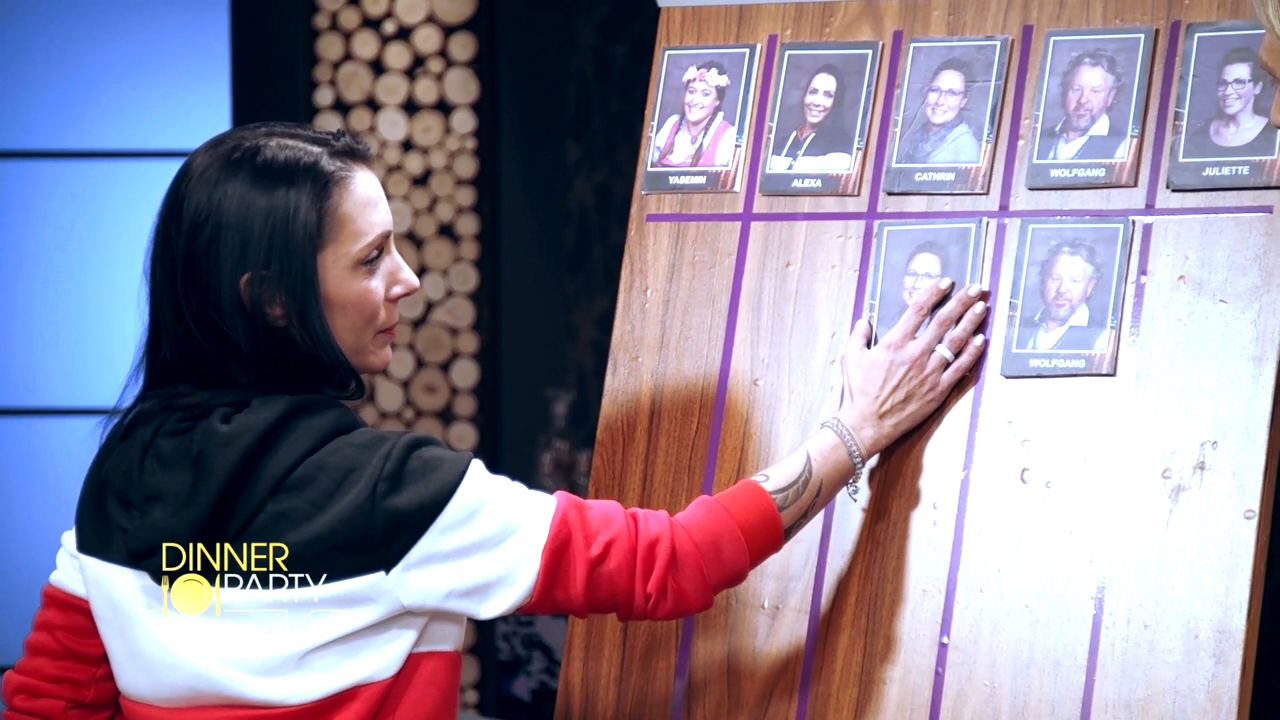 YASEMIN
ALEXA
CATHRIN
WOLFGANG
JULIETTE
WOLFGANG
DINNER
PARTY